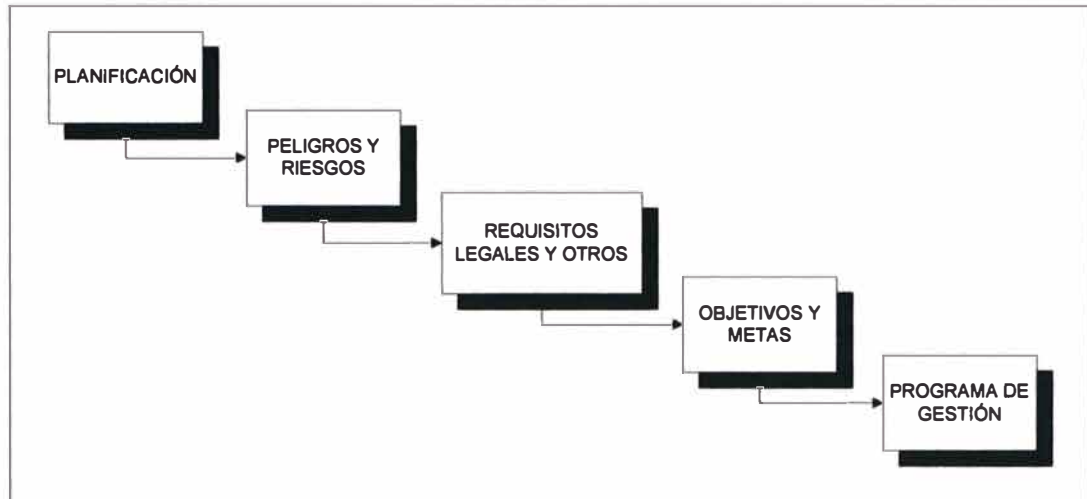 PLANIFICACIÓN
PELIGROS Y
RIESGOS
REQUISITOS
LEGALES Y OTROS
OBJETIVOS Y
METAS
PROGRAMA DE
GESTIÓN